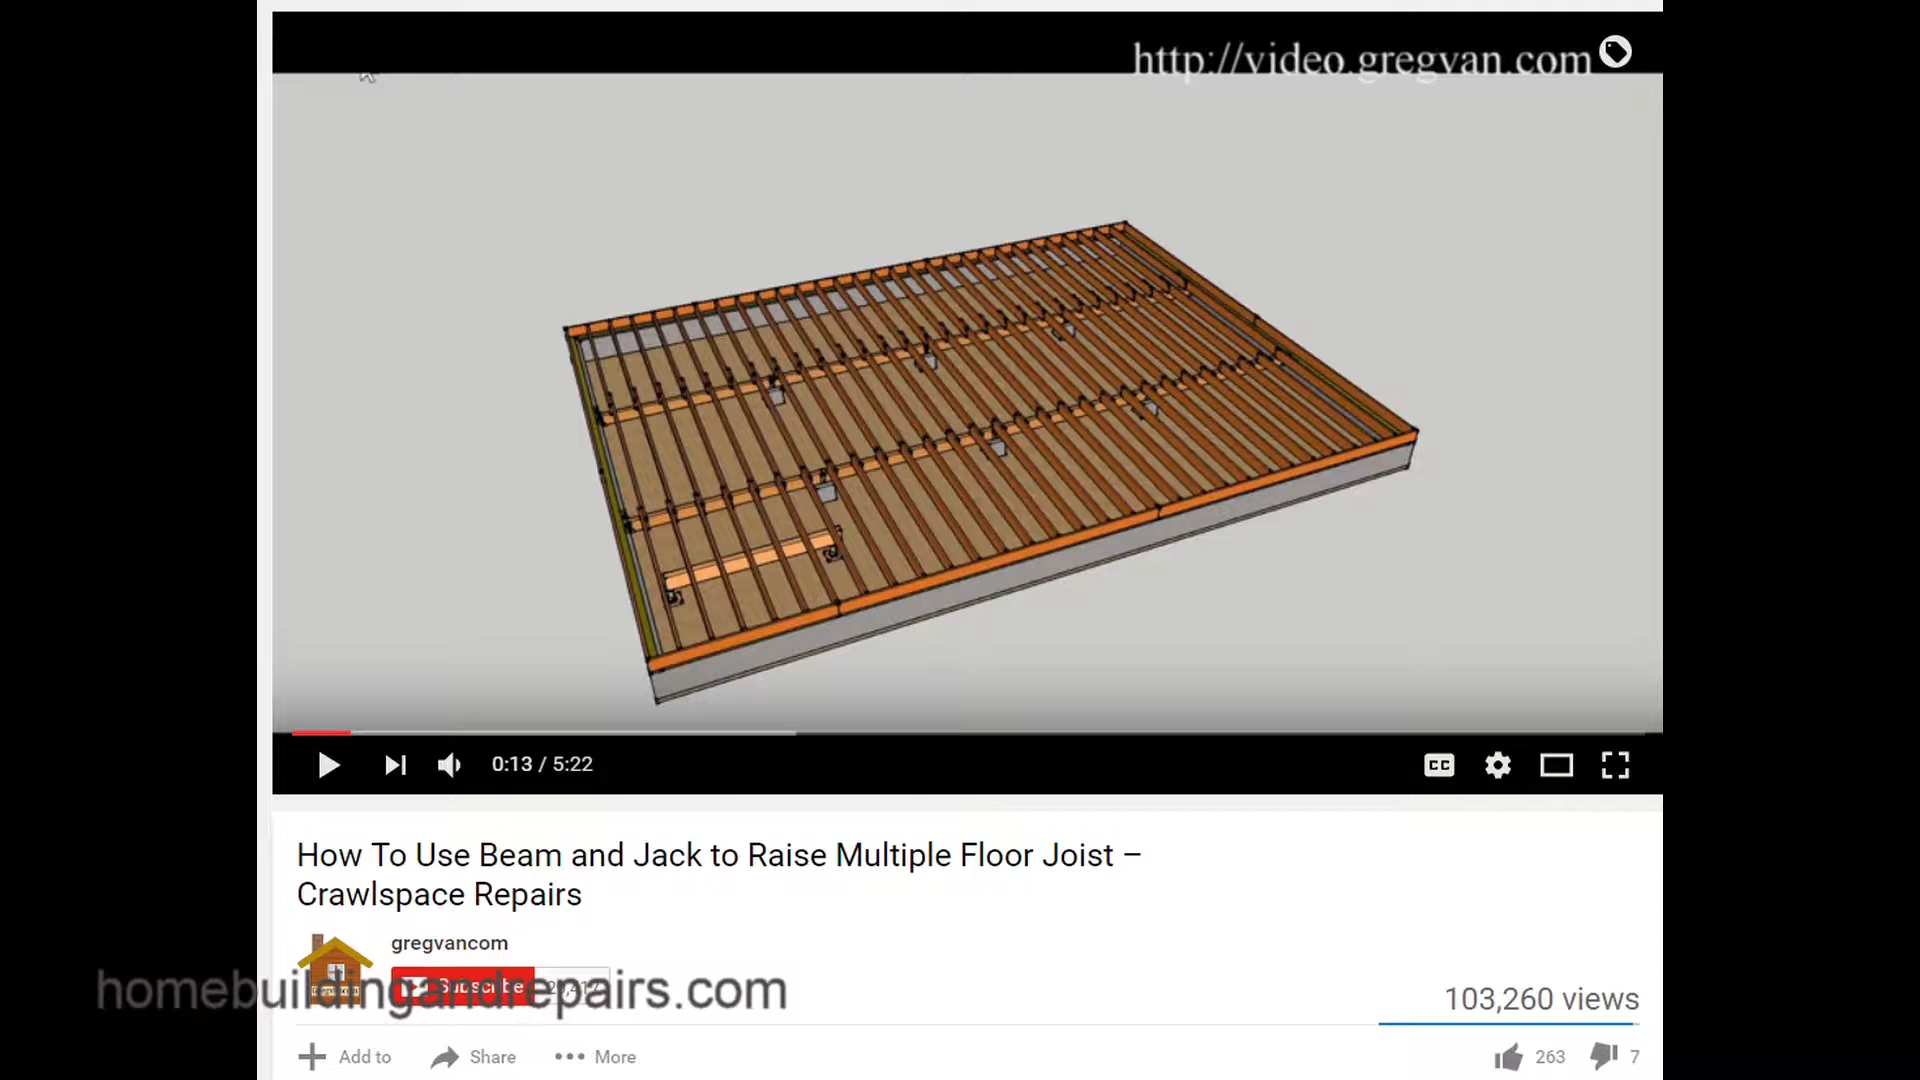 http://video.gregvan.com
0:13 / 5:22
CC
How To Use Beam and Jack to Raise Multiple Floor Joist –
Crawlspace Repairs
gregvancom
Subscribe
homebuildingandrepairs.com
103,260 views
Add to
Share
More
263
7